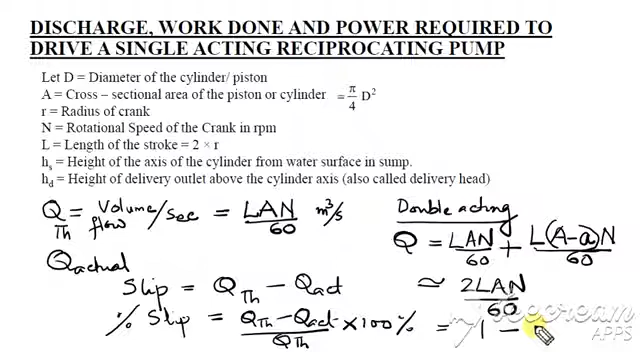 DISCHARGE, WORK DONE AND POWER REQUIRED TO
DRIVE A SINGLE ACTING RECIPROCATING PUMP
Let D = Diameter of the cylinder/ piston
A = Cross – sectional area of the piston or cylinder = π/4 D²
r = Radius of crank
N = Rotational Speed of the Crank in rpm
L = Length of the stroke = 2 × r
hs = Height of the axis of the cylinder from water surface in sump.
hd = Height of delivery outlet above the cylinder axis (also called delivery head)
Q Th = Volume flow /sec = LAN/60 m³/s
Double acting
Q = LAN/60 + L(A-a)N/60
Qactual
Slip = QTh − Qact
≃ 2LAN/60
% Slip = QTh − Qact/QTh × 100% = 1 −